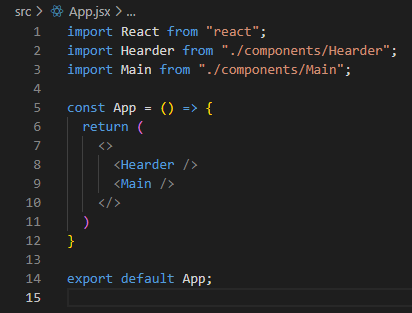 src > App.jsx > ...
1 import React from "react";
2 import Hearder from "./components/Hearder";
3 import Main from "./components/Main";
4
5 const App = () => {
6   return (
7     <>
8       <Hearder />
9       <Main />
10     </>
11   )
12 }
13
14 export default App;
15